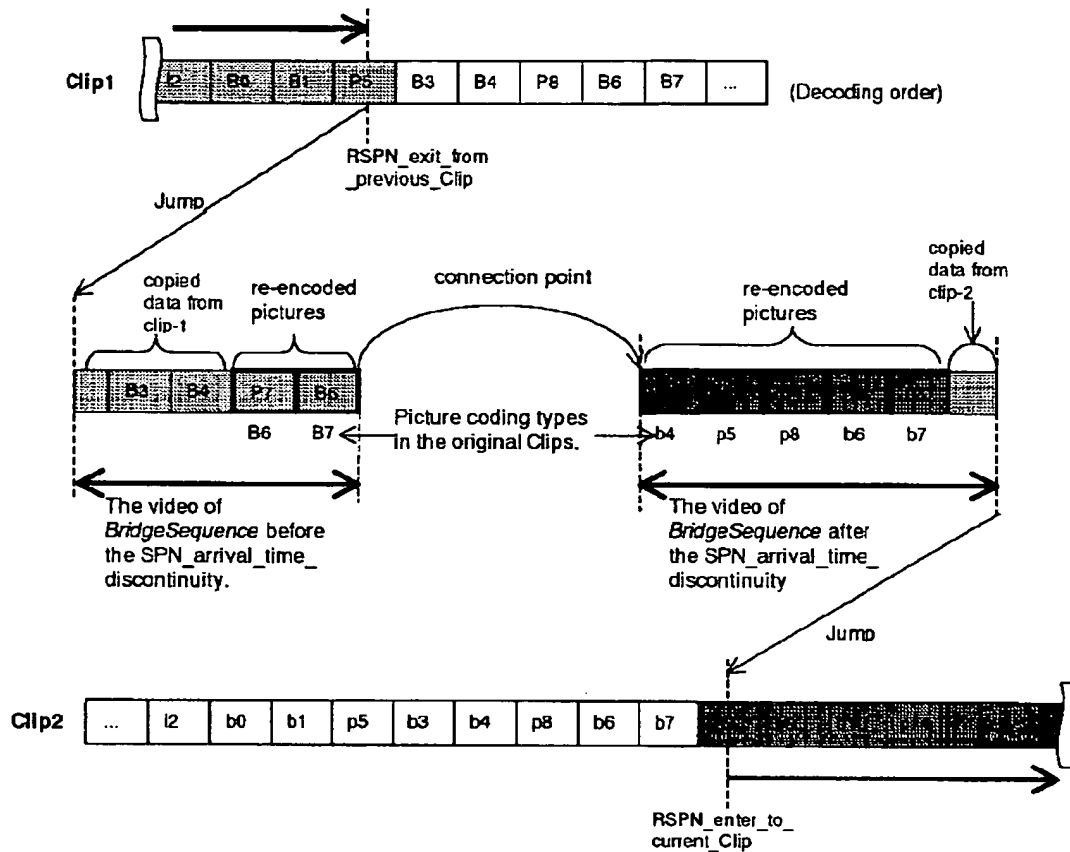 Clip1
I2 B0 B1 P5 B3 B4 P8 B6 B7 ...
(Decoding order)
RSPN_exit_from
_previous_Clip
Jump
copied
data from
clip-1
re-encoded
pictures
connection point
re-encoded
pictures
copied
data from
clip-2
B3 B4 P7 B6
B6 B7
Picture coding types
in the original Clips.
b4 p5 p8 b6 b7
The video of
BridgeSequence before
the SPN_arrival_time_
discontinuity.
The video of
BridgeSequence after
the SPN_arrival_time_
discontinuity
Jump
Clip2
... i2 b0 b1 p5 b3 b4 p8 b6 b7
RSPN_enter_to_
current_Clip